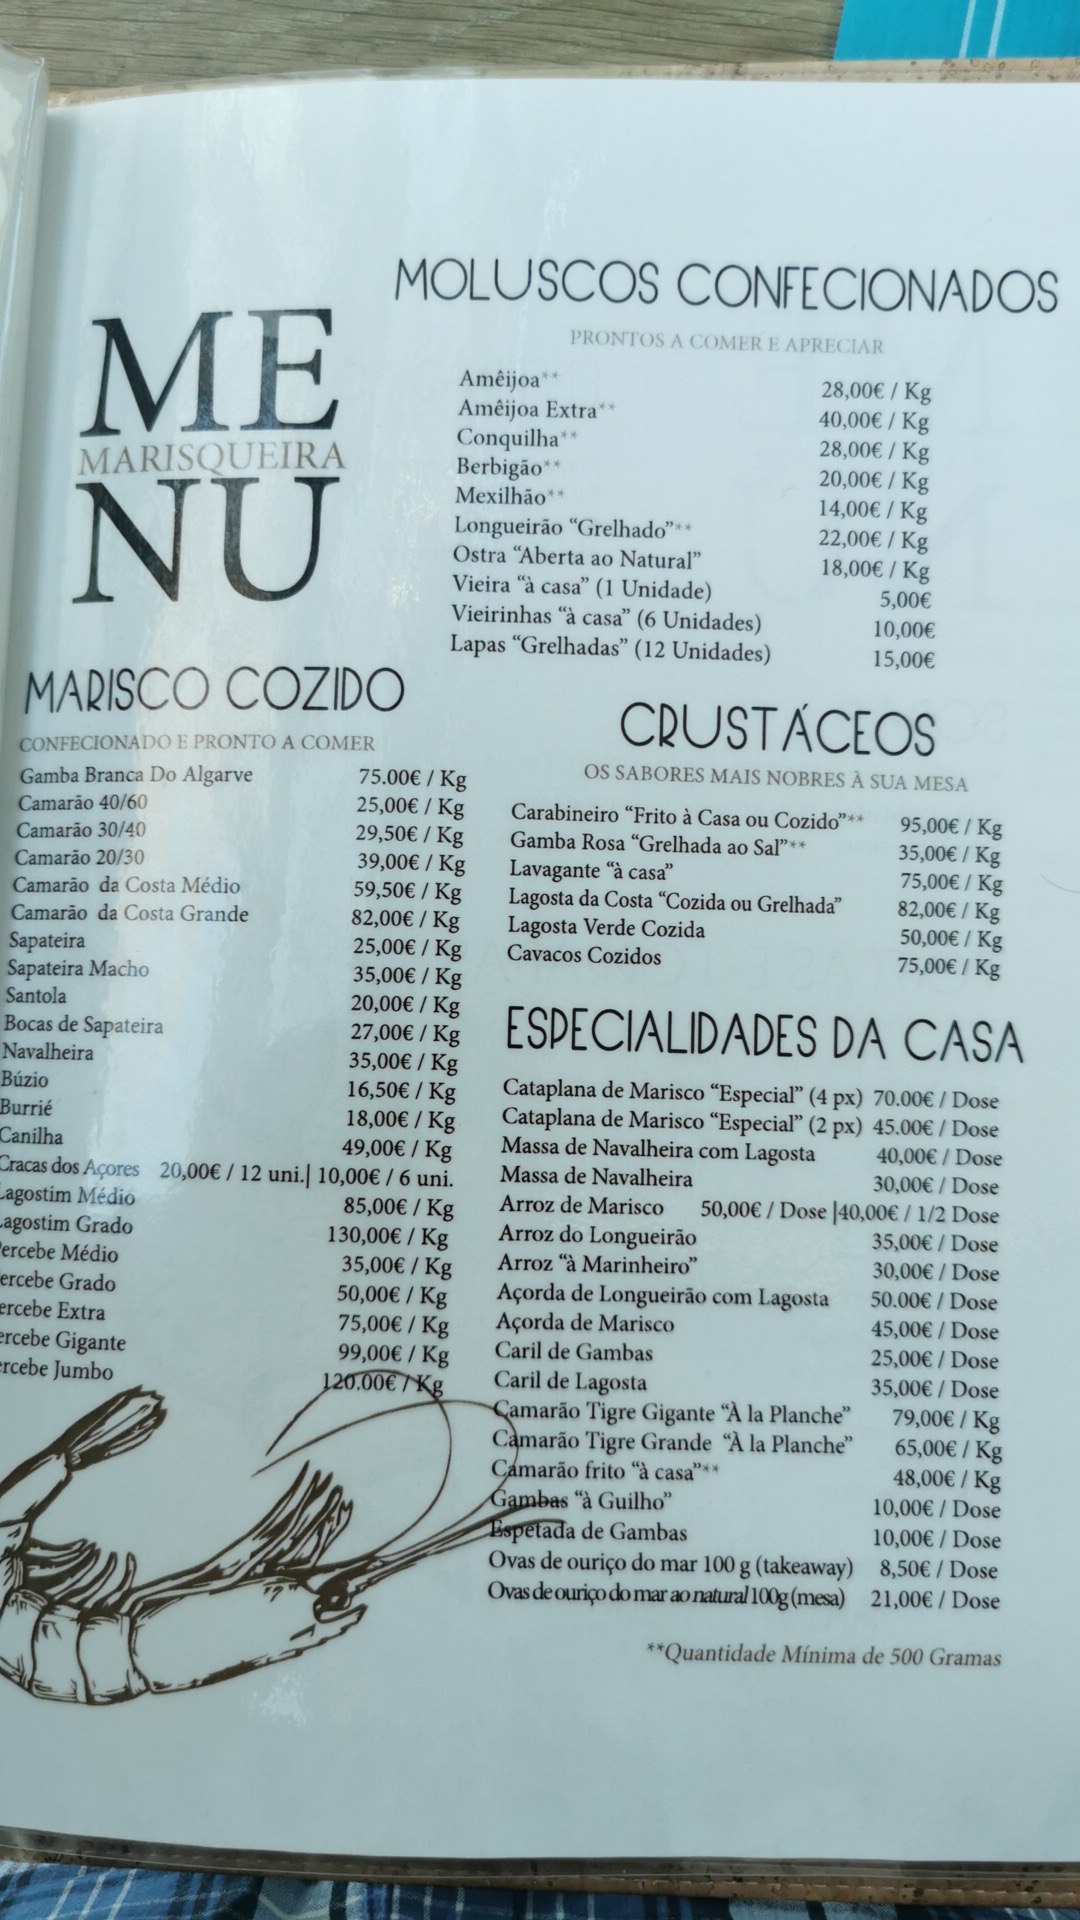 ME
MARISQUEIRA
NU
MOLUSCOS CONFECIONADOS
PRONTOS A COMER E APRECIAR
Amêijoa** 28,00€ / Kg
Amêijoa Extra** 40,00€ / Kg
Conquilha** 28,00€ / Kg
Berbigão** 20,00€ / Kg
Mexilhão** 14,00€ / Kg
Longueirão “Grelhado”** 22,00€ / Kg
Ostra “Aberta ao Natural” 18,00€ / Kg
Vieira “à casa” (1 Unidade) 5,00€
Vieirinhas “à casa” (6 Unidades) 10,00€
Lapas “Grelhadas” (12 Unidades) 15,00€
MARISCO COZIDO
CONFECIONADO E PRONTO A COMER
Gamba Branca Do Algarve 75.00€ / Kg
Camarão 40/60 25,00€ / Kg
Camarão 30/40 29,50€ / Kg
Camarão 20/30 39,00€ / Kg
Camarão da Costa Médio 59,50€ / Kg
Camarão da Costa Grande 82,00€ / Kg
Sapateira 25,00€ / Kg
Sapateira Macho 35,00€ / Kg
Santola 20,00€ / Kg
Bocas de Sapateira 27,00€ / Kg
Navalheira 35,00€ / Kg
Búzio 16,50€ / Kg
Burrié 18,00€ / Kg
Canilha 49,00€ / Kg
Cracas dos Açores 20,00€ / 12 uni.| 10,00€ / 6 uni.
Lagostim Médio 85,00€ / Kg
Lagostim Grado 130,00€ / Kg
ercebe Médio 35,00€ / Kg
ercebe Grado 50,00€ / Kg
ercebe Extra 75,00€ / Kg
ercebe Gigante 99,00€ / Kg
ercebe Jumbo 120.00€ / Kg
CRUSTÁCEOS
OS SABORES MAIS NOBRES À SUA MESA
Carabineiro “Frito à Casa ou Cozido”** 95,00€ / Kg
Gamba Rosa “Grelhada ao Sal”** 35,00€ / Kg
Lavagante “à casa” 75,00€ / Kg
Lagosta da Costa “Cozida ou Grelhada” 82,00€ / Kg
Lagosta Verde Cozida 50,00€ / Kg
Cavacos Cozidos 75,00€ / Kg
ESPECIALIDADES DA CASA
Cataplana de Marisco “Especial” (4 px) 70.00€ / Dose
Cataplana de Marisco “Especial” (2 px) 45.00€ / Dose
Massa de Navalheira com Lagosta 40,00€ / Dose
Massa de Navalheira 30,00€ / Dose
Arroz de Marisco 50,00€ / Dose |40,00€ / 1/2 Dose
Arroz do Longueirão 35,00€ / Dose
Arroz “à Marinheiro” 30,00€ / Dose
Açorda de Longueirão com Lagosta 50.00€ / Dose
Açorda de Marisco 45,00€ / Dose
Caril de Gambas 25,00€ / Dose
Caril de Lagosta 35,00€ / Dose
Camarão Tigre Gigante “À la Planche” 79,00€ / Kg
Camarão Tigre Grande “À la Planche” 65,00€ / Kg
Camarão frito “à casa”** 48,00€ / Kg
Gambas “à Guilho” 10,00€ / Dose
Espetada de Gambas 10,00€ / Dose
Ovas de ouriço do mar 100 g (takeaway) 8,50€ / Dose
Ovas de ouriço do mar ao natural 100g (mesa) 21,00€ / Dose
**Quantidade Mínima de 500 Gramas